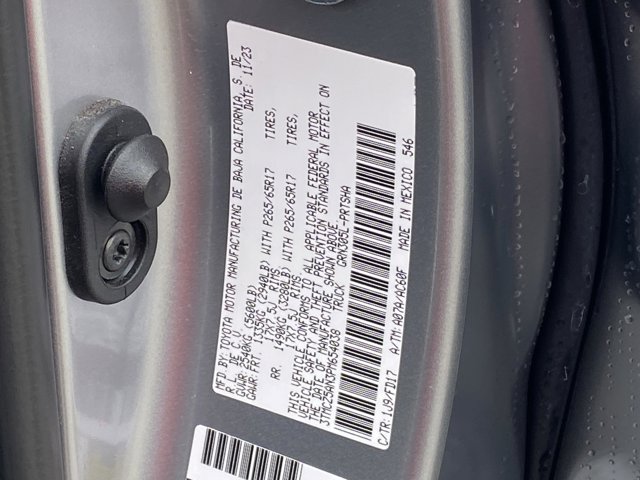 MFD. BY: TOYOTA MOTOR MANUFACTURING DE BAJA CALIFORNIA, S. DE
R. L. DE C. V. DATE: 11/23
GVWR: 2540KG (5600LB)
GAWR: FRT. 1335KG (2940LB) WITH P265/65R17 TIRES,
17X7.5J RIMS
RR. 1490KG (3280LB) WITH P265/65R17 TIRES,
17X7.5J RIMS
THIS VEHICLE CONFORMS TO ALL APPLICABLE FEDERAL MOTOR
VEHICLE SAFETY AND THEFT PREVENTION STANDARDS IN EFFECT ON
THE DATE OF MANUFACTURE SHOWN ABOVE.
3TMCZ5AN3PM654036 TRUCK GRN305L-PRTSHA
C/TR:1J9/FD17 A/TM:A07A/AC60F MADE IN MEXICO 546